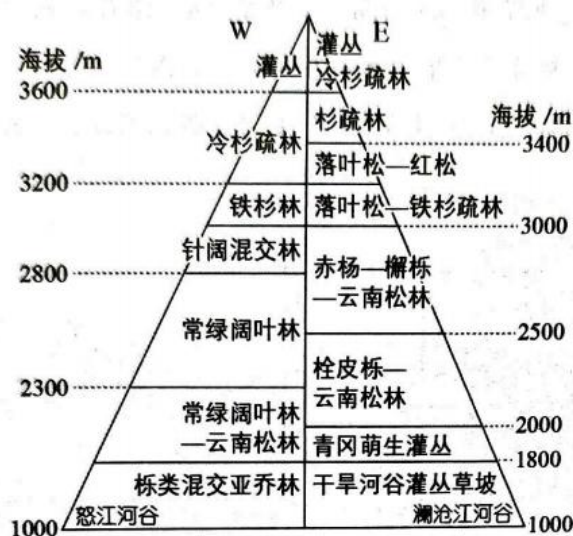 W
E
海拔 /m
灌丛
灌丛
冷杉疏林
3600
杉疏林
海拔 /m
冷杉疏林
3400
落叶松—红松
3200
铁杉林
落叶松—铁杉疏林
3000
针阔混交林
赤杨—槲栎
—云南松林
2800
常绿阔叶林
2500
栓皮栎—
云南松林
2300
常绿阔叶林
—云南松林
2000
青冈萌生灌丛
1800
栎类混交亚乔林
干旱河谷灌丛草坡
1000
怒江河谷
澜沧江河谷
1000